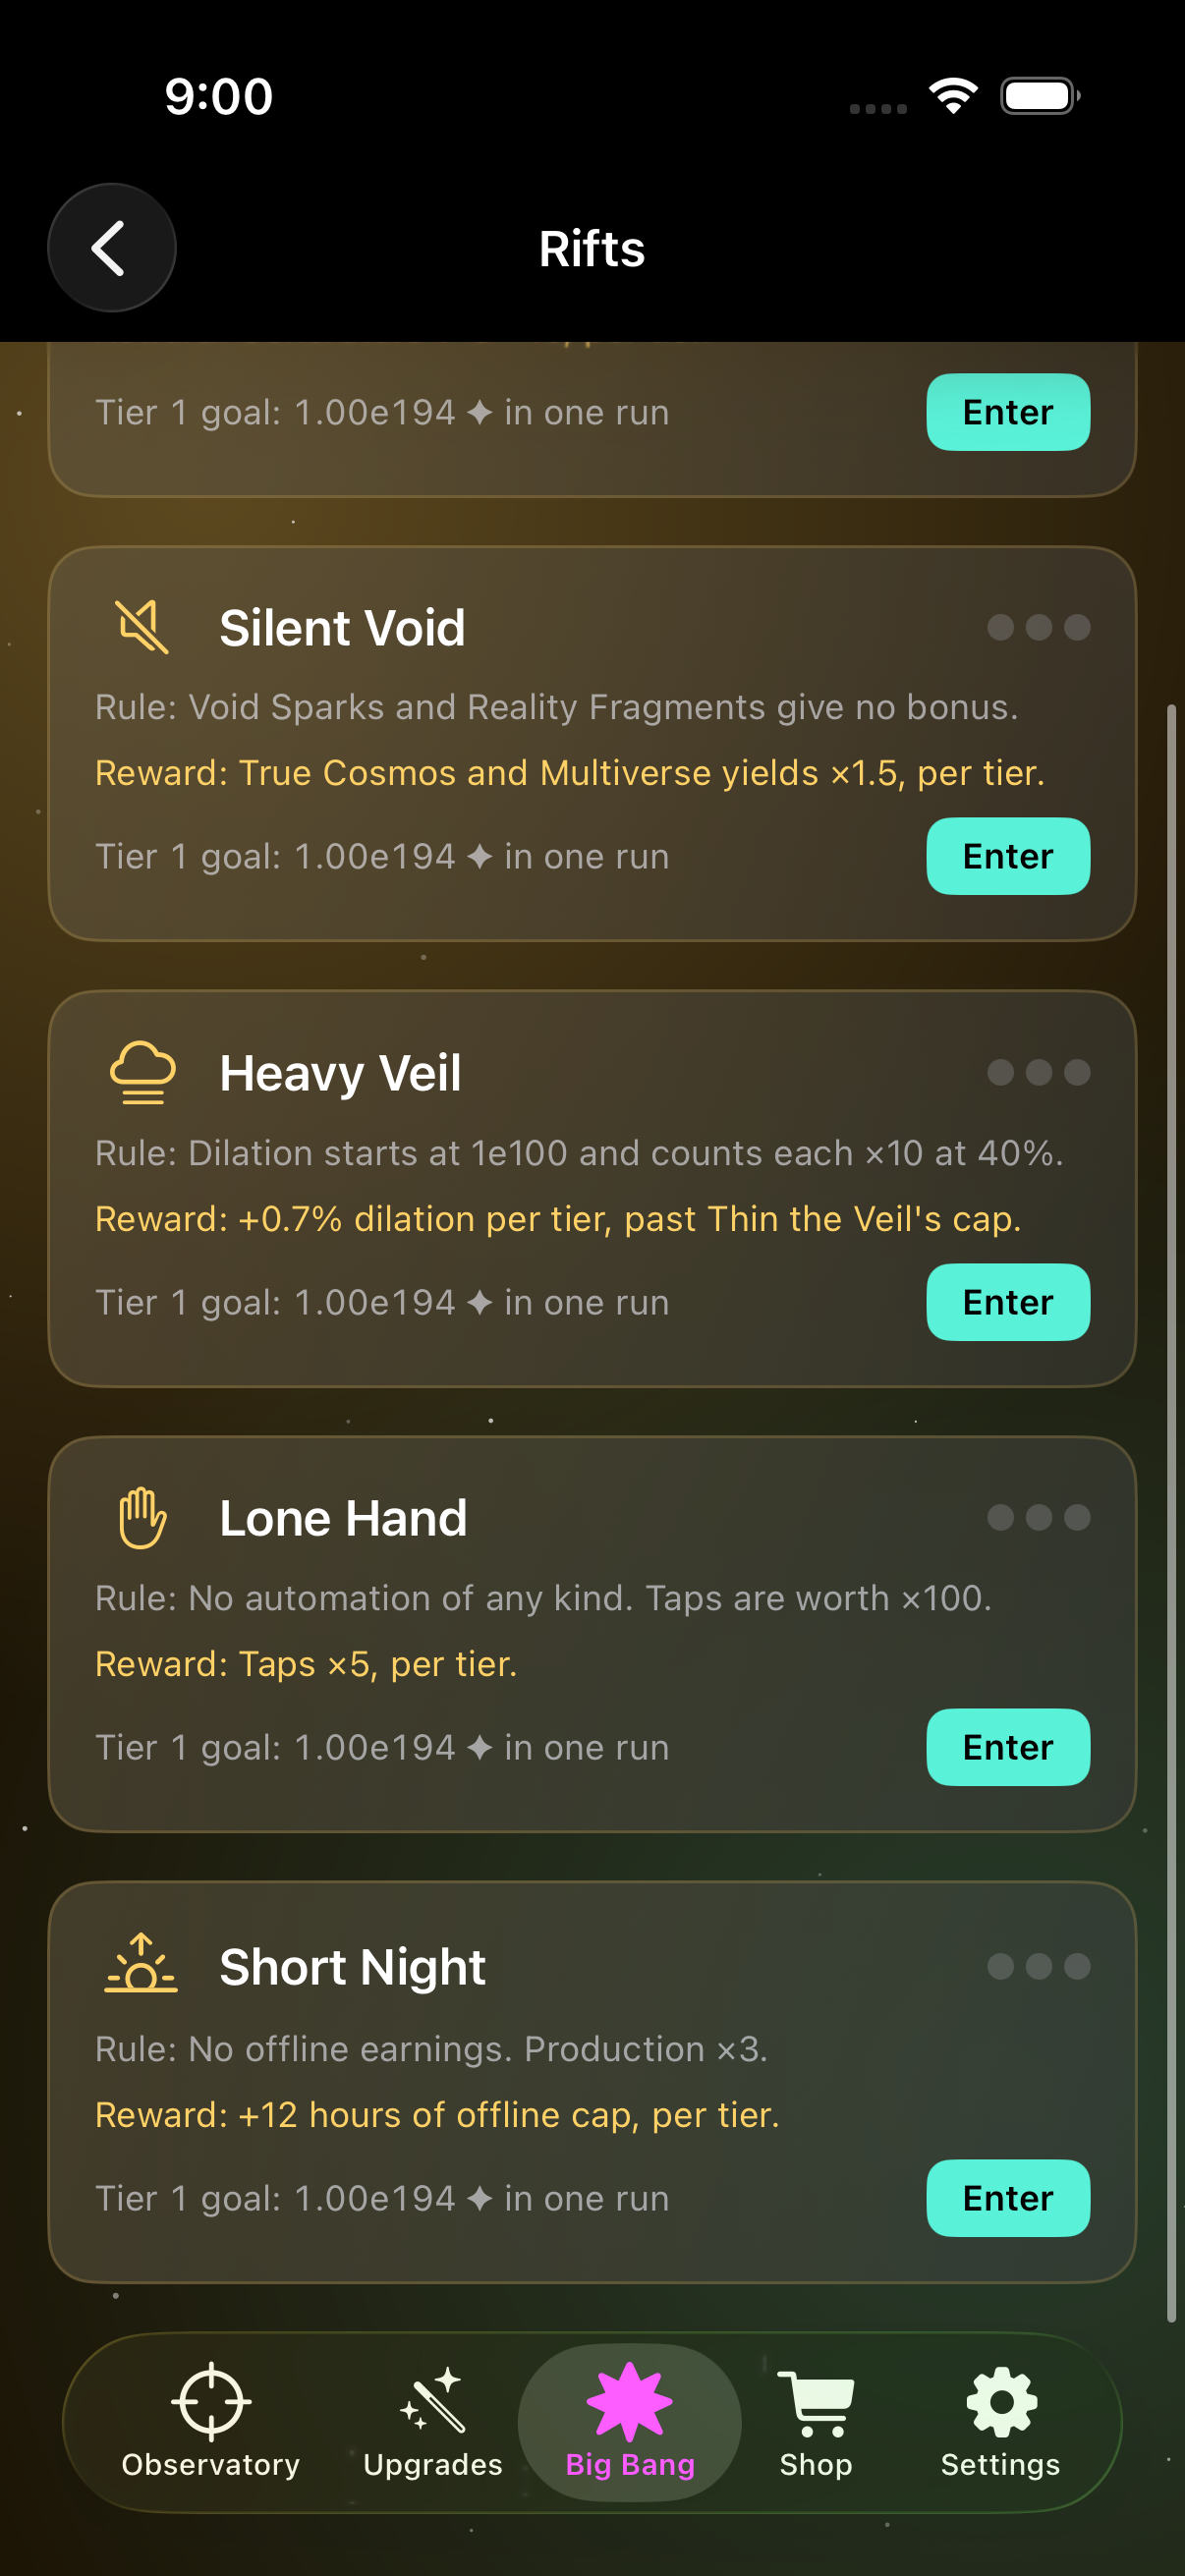 9:00
Rifts
Tier 1 goal: 1.00e194 ✦ in one run
Enter
Silent Void
Rule: Void Sparks and Reality Fragments give no bonus.
Reward: True Cosmos and Multiverse yields ×1.5, per tier.
Tier 1 goal: 1.00e194 ✦ in one run
Enter
Heavy Veil
Rule: Dilation starts at 1e100 and counts each ×10 at 40%.
Reward: +0.7% dilation per tier, past Thin the Veil's cap.
Tier 1 goal: 1.00e194 ✦ in one run
Enter
Lone Hand
Rule: No automation of any kind. Taps are worth ×100.
Reward: Taps ×5, per tier.
Tier 1 goal: 1.00e194 ✦ in one run
Enter
Short Night
Rule: No offline earnings. Production ×3.
Reward: +12 hours of offline cap, per tier.
Tier 1 goal: 1.00e194 ✦ in one run
Enter
Observatory
Upgrades
Big Bang
Shop
Settings